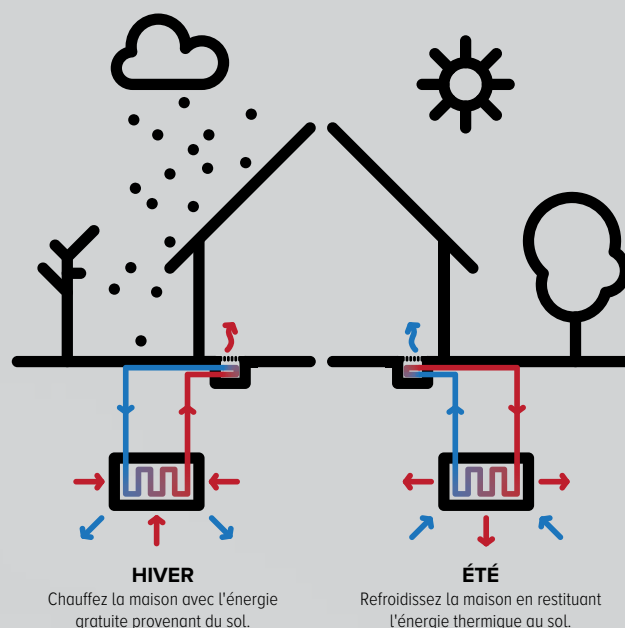 HIVER
Chauffez la maison avec l'énergie
gratuite provenant du sol.
ÉTÉ
Refroidissez la maison en restituant
l'énergie thermique au sol.